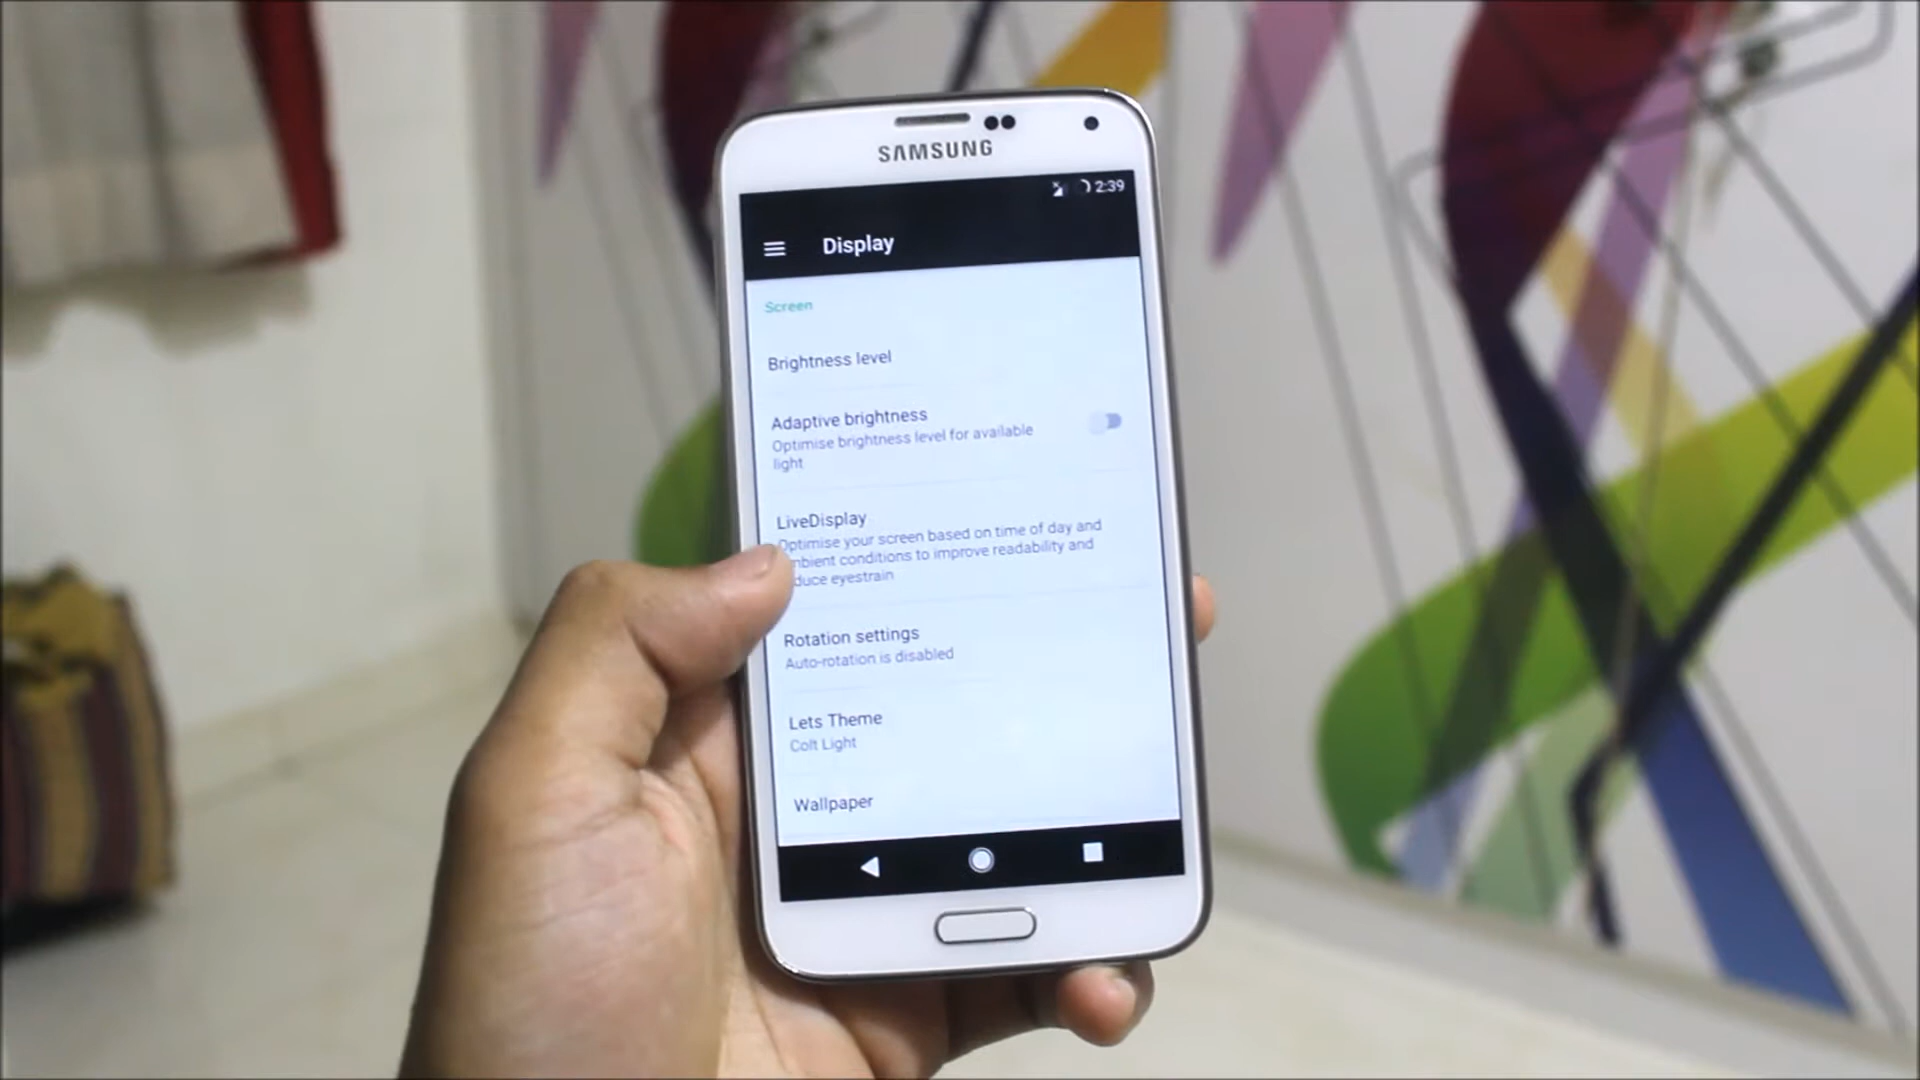 SAMSUNG
2:39
Display
Screen
Brightness level
Adaptive brightness
Optimise brightness level for available
light
LiveDisplay
Optimise your screen based on time of day and
mbient conditions to improve readability and
duce eyestrain
Rotation settings
Auto-rotation is disabled
Lets Theme
Colt Light
Wallpaper